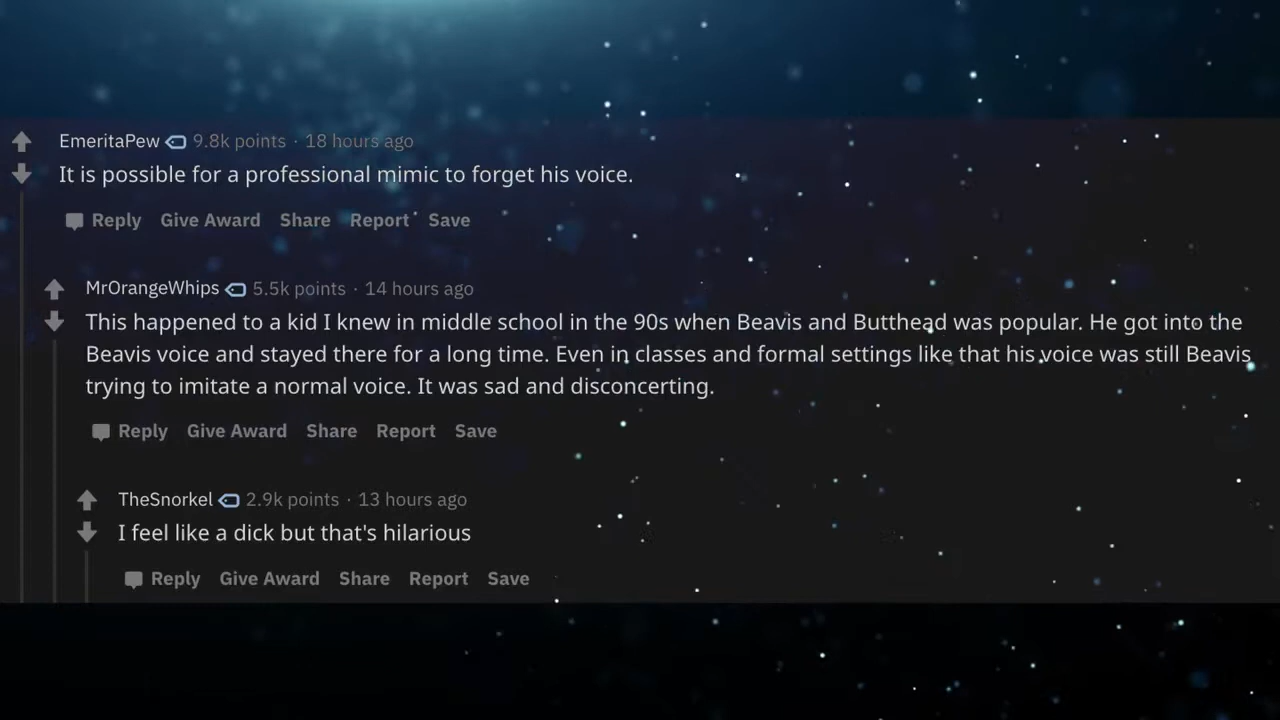 EmeritaPew 9.8k points · 18 hours ago
It is possible for a professional mimic to forget his voice.
Reply Give Award Share Report Save
MrOrangeWhips 5.5k points · 14 hours ago
This happened to a kid I knew in middle school in the 90s when Beavis and Butthead was popular. He got into the
Beavis voice and stayed there for a long time. Even in classes and formal settings like that his voice was still Beavis
trying to imitate a normal voice. It was sad and disconcerting.
Reply Give Award Share Report Save
TheSnorkel 2.9k points · 13 hours ago
I feel like a dick but that's hilarious
Reply Give Award Share Report Save